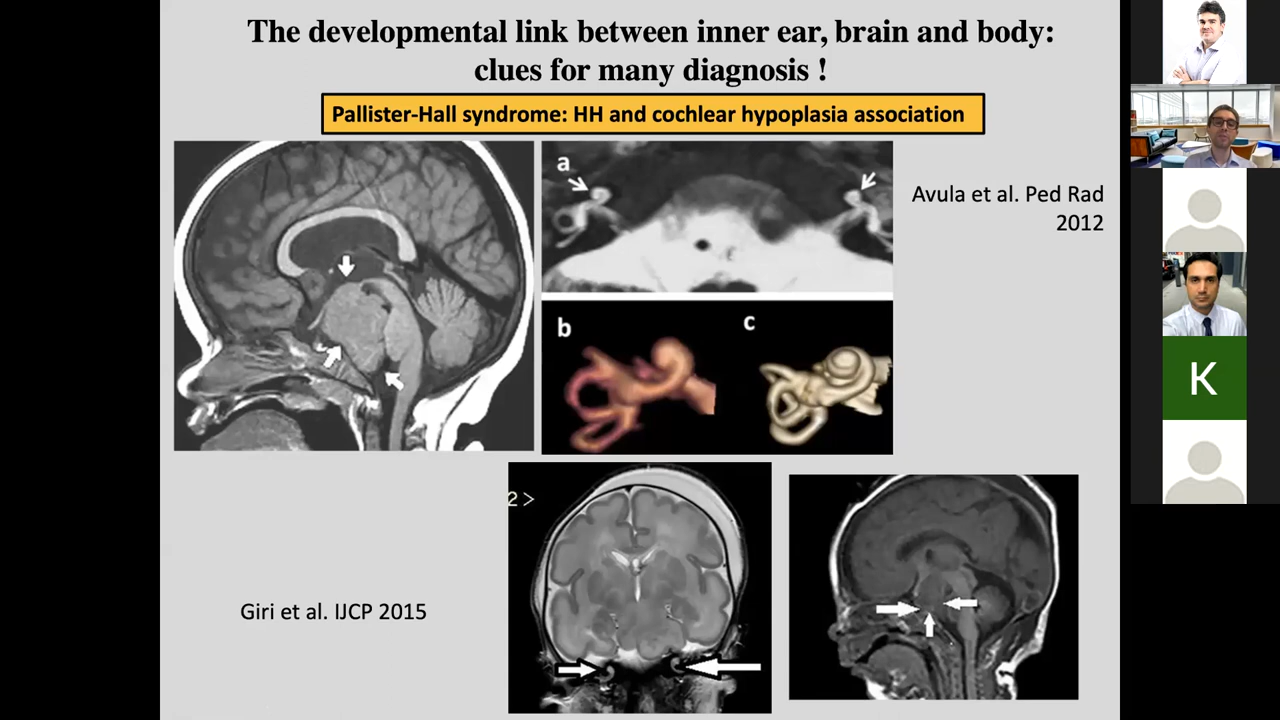 The developmental link between inner ear, brain and body:
clues for many diagnosis !
Pallister-Hall syndrome: HH and cochlear hypoplasia association
a
Avula et al. Ped Rad
2012
b
c
K
2 >
Giri et al. IJCP 2015